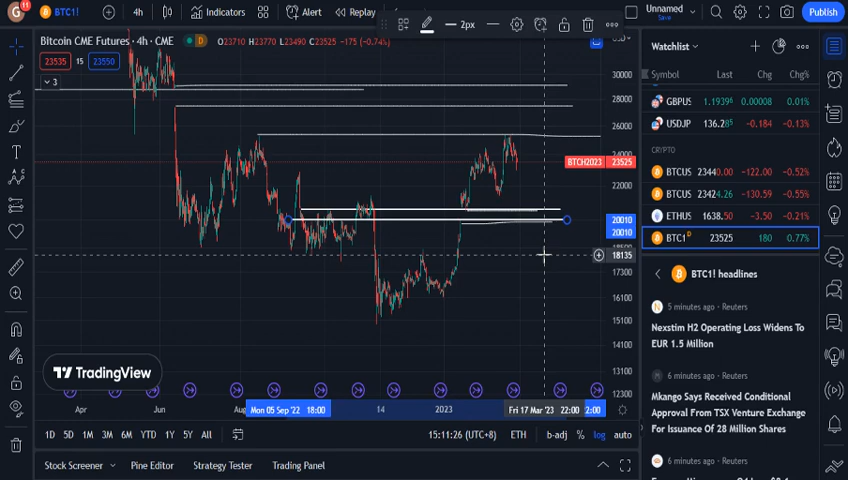 BTC1!
4h
Indicators
Alert
Replay
Unnamed
Save
Publish
Bitcoin CME Futures · 4h · CME
D
O23710 H23770 L23490 C23525 -175 (-0.74%)
23535
15
23550
3
2px
30000
28000
26000
24000
22000
BTCH2023
23525
20010
20010
18135
17300
16100
15100
14100
13100
12300
TradingView
Apr
Jun
Mon 05 Sep '22 18:00
14
2023
Fri 17 Mar '23 22:00
2:00
1D 5D 1M 3M 6M YTD 1Y 5Y All
15:11:26 (UTC+8)
ETH
b-adj
%
log
auto
Stock Screener
Pine Editor
Strategy Tester
Trading Panel
Watchlist
Symbol
Last
Chg
Chg%
GBPUS
1.19396
0.00008
0.01%
USDJP
136.285
-0.184
-0.13%
CRYPTO
BTCUS
23440.00
-122.00
-0.52%
BTCUS
23424.26
-130.59
-0.55%
ETHUS
1638.50
-3.50
-0.21%
BTC1 D
23525
180
0.77%
BTC1! headlines
5 minutes ago · Reuters
Nexstim H2 Operating Loss Widens To
EUR 1.5 Million
6 minutes ago · Reuters
Mkango Says Received Conditional
Approval From TSX Venture Exchange
For Issuance Of 28 Million Shares
6 minutes ago · Reuters